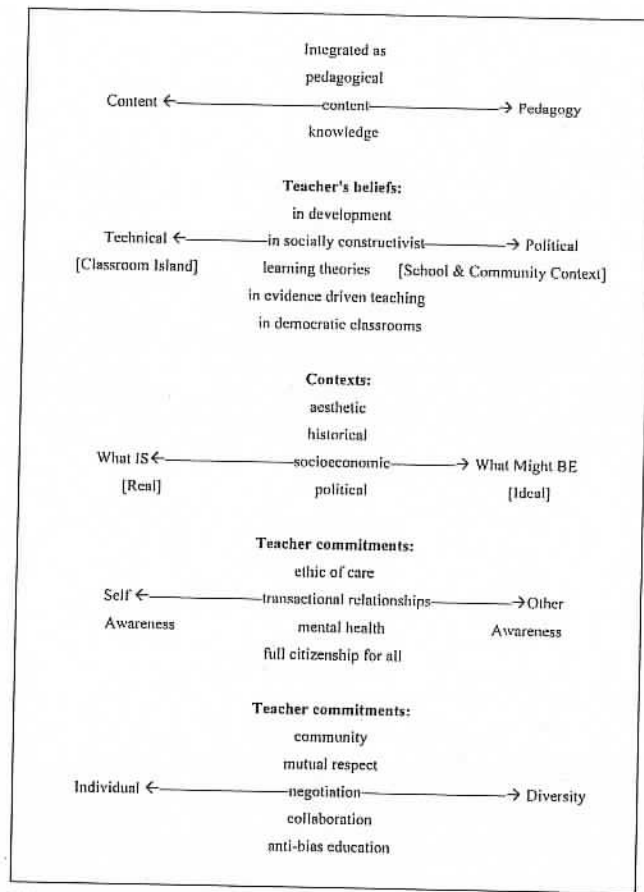 Integrated as
pedagogical
Content ← content → Pedagogy
knowledge
Teacher's beliefs:
in development
Technical ← in socially constructivist → Political
[Classroom Island] learning theories [School & Community Context]
in evidence driven teaching
in democratic classrooms
Contexts:
aesthetic
historical
What IS ← socioeconomic → What Might BE
[Real] political [Ideal]
Teacher commitments:
ethic of care
Self ← transactional relationships → Other
Awareness mental health Awareness
full citizenship for all
Teacher commitments:
community
mutual respect
Individual ← negotiation → Diversity
collaboration
anti-bias education